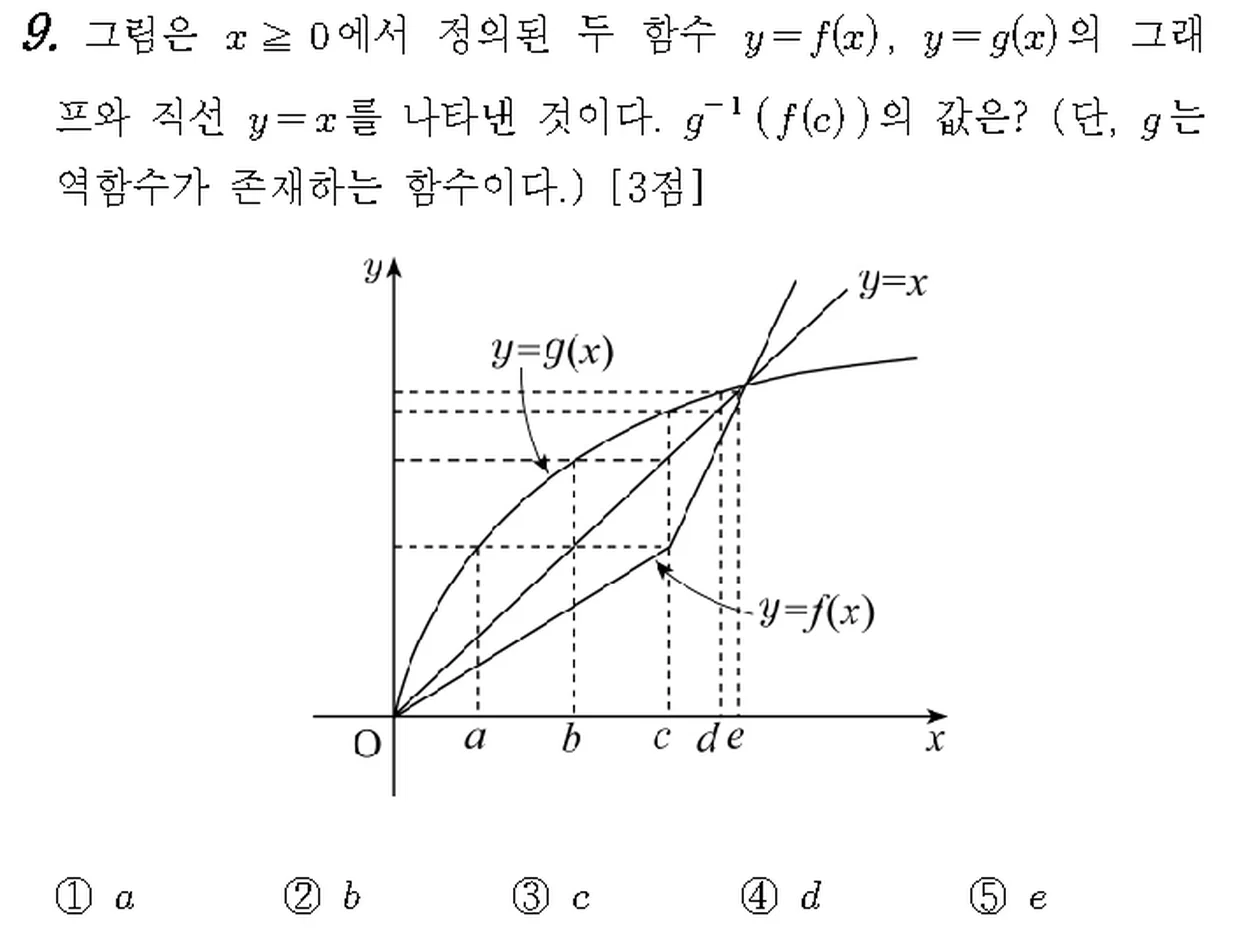 9. 그림은 x ≧ 0에서 정의된 두 함수 y=f(x), y=g(x)의 그래
프와 직선 y=x를 나타낸 것이다. g⁻¹(f(c))의 값은? (단, g는
역함수가 존재하는 함수이다.) [3점]
y
y=x
y=g(x)
y=f(x)
O a b c d e x
① a ② b ③ c ④ d ⑤ e